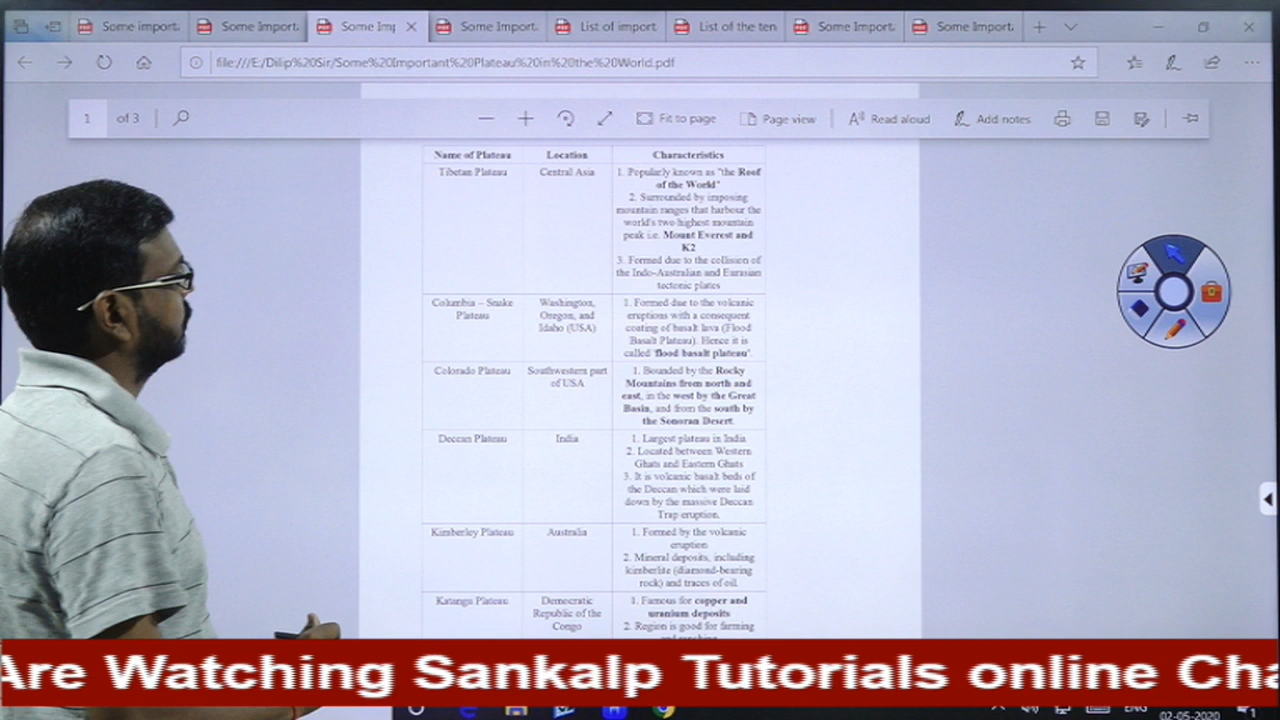 Some import.
Some Import.
Some Imp
Some Import.
List of import.
List of the ten
Some Import.
Some Import.
file:///E:/Dilip%20Sir/Some%20Important%20Plateau%20in%20the%20World.pdf
1 of 3
Fit to page
Page view
Read aloud
Add notes
Name of Plateau Location Characteristics
Tibetan Plateau Central Asia 1. Popularly known as "the Roof
of the World"
2. Surrounded by imposing
mountain ranges that harbour the
world's two-highest mountain
peak i.e. Mount Everest and
K2
3. Formed due to the collision of
the Indo-Australian and Eurasian
tectonic plates
Columbia – Snake Washington, 1. Formed due to the volcanic
Plateau Oregon, and eruptions with a consequent
Idaho (USA) coating of basalt lava (Flood
Basalt Plateau). Hence it is
called 'flood basalt plateau'.
Colorado Plateau Southwestern part 1. Bounded by the Rocky
of USA Mountains from north and
east, in the west by the Great
Basin, and from the south by
the Sonoran Desert.
Deccan Plateau India 1. Largest plateau in India
2. Located between Western
Ghats and Eastern Ghats
3. It is volcanic basalt beds of
the Deccan which were laid
down by the massive Deccan
Trap eruption.
Kimberley Plateau Australia 1. Formed by the volcanic
eruption
2. Mineral deposits, including
kimberlite (diamond-bearing
rock) and traces of oil.
Katanga Plateau Democratic 1. Famous for copper and
Republic of the uranium deposits
Congo 2. Region is good for farming
Are Watching Sankalp Tutorials online Cha
ENG
02-05-2020